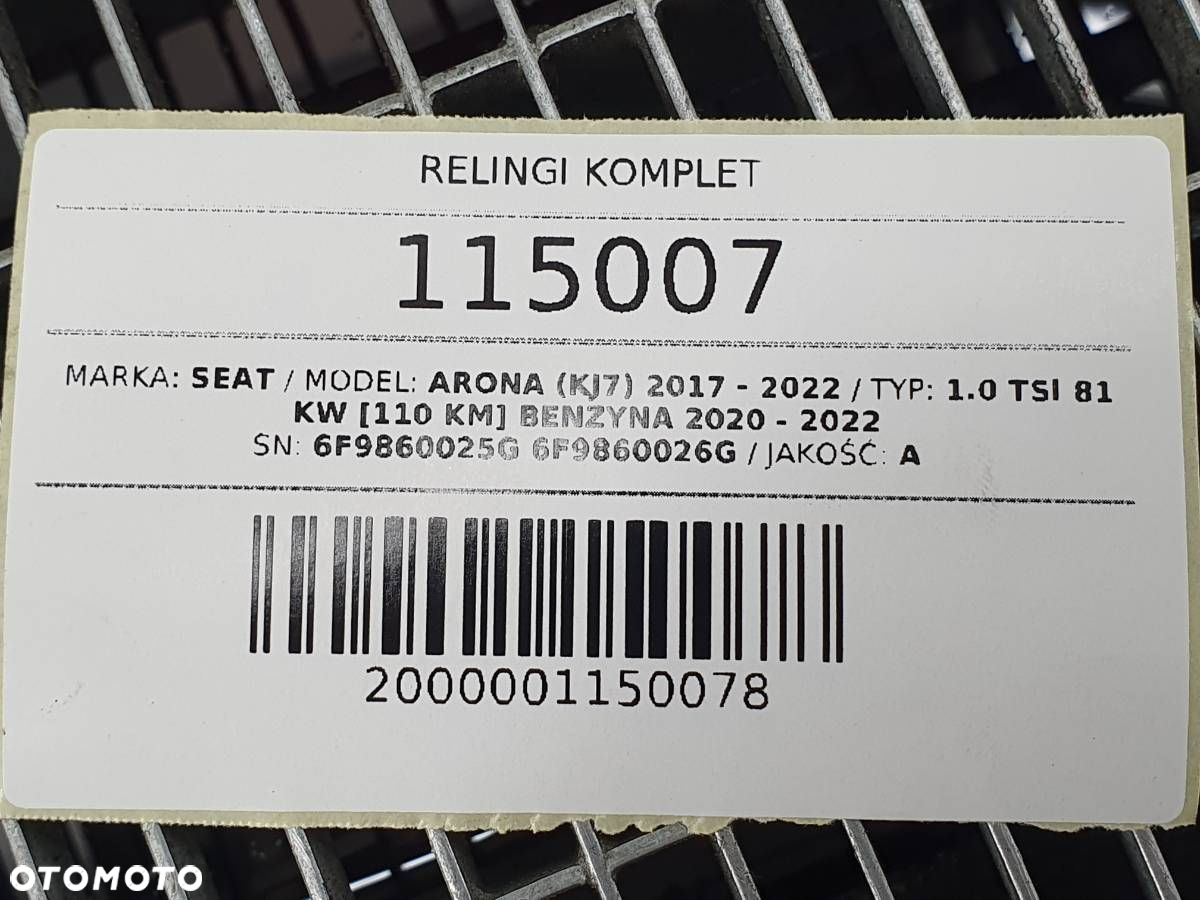 RELINGI KOMPLET
115007
MARKA: SEAT / MODEL: ARONA (KJ7) 2017 - 2022 / TYP: 1.0 TSI 81
KW [110 KM] BENZYNA 2020 - 2022
SN: 6F9860025G 6F9860026G / JAKOŚĆ: A
2000001150078
OTOMOTO